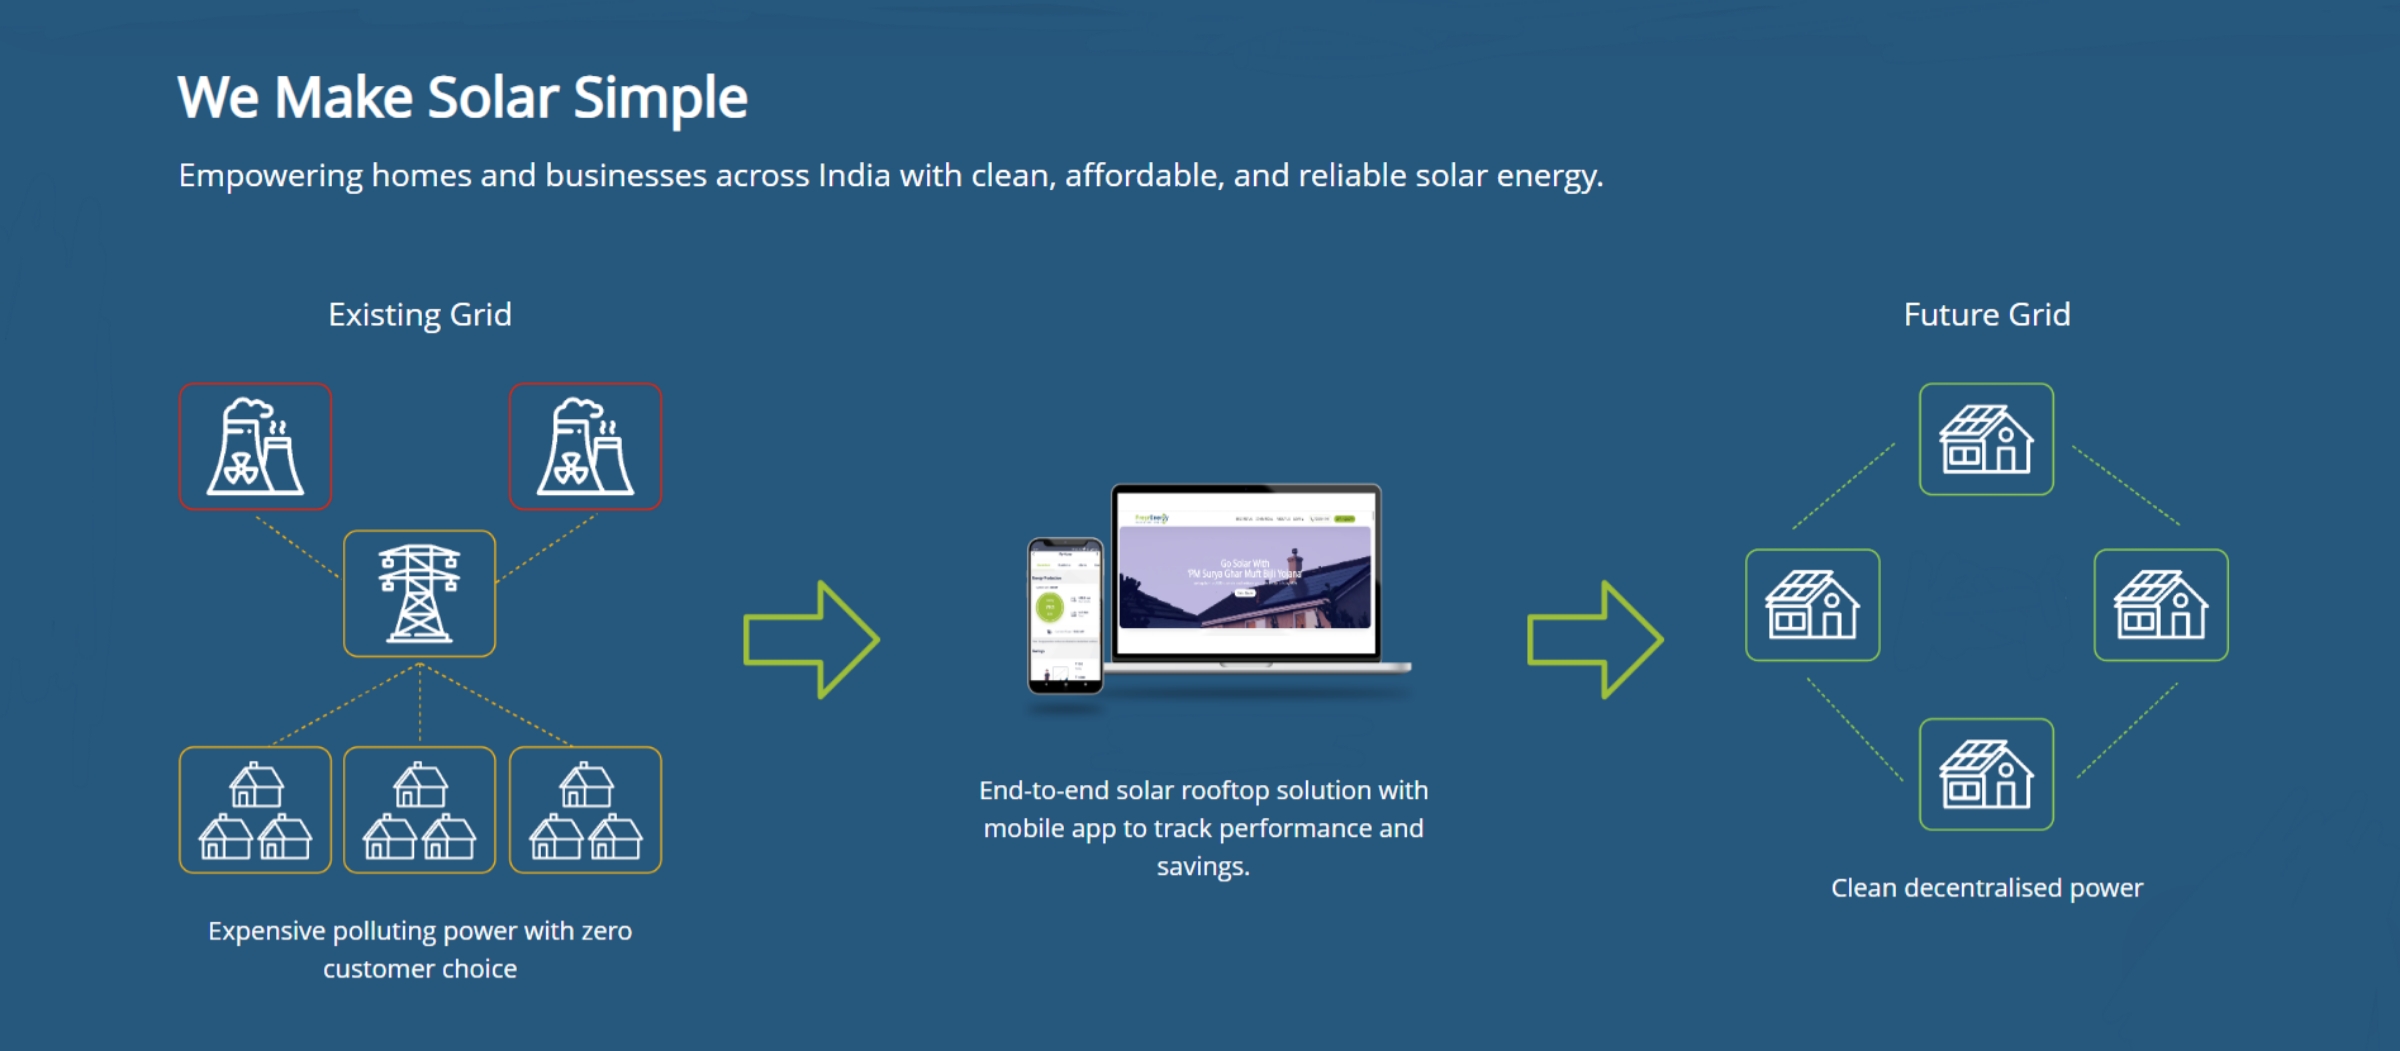 We Make Solar Simple
Empowering homes and businesses across India with clean, affordable, and reliable solar energy.
Existing Grid
Future Grid
Go Solar With
'PM Surya Ghar Muft Bijli Yojana'
End-to-end solar rooftop solution with
mobile app to track performance and
savings.
Clean decentralised power
Expensive polluting power with zero
customer choice